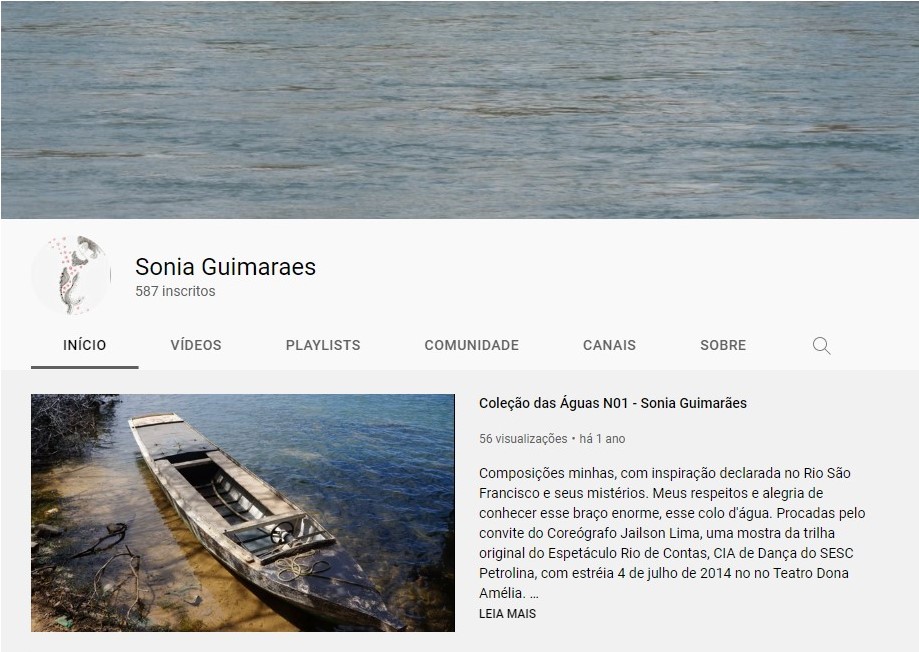 Sonia Guimaraes
587 inscritos
INÍCIO VÍDEOS PLAYLISTS COMUNIDADE CANAIS SOBRE
Coleção das Águas N01 - Sonia Guimarães
56 visualizações • há 1 ano
Composições minhas, com inspiração declarada no Rio São
Francisco e seus mistérios. Meus respeitos e alegria de
conhecer esse braço enorme, esse colo d'água. Procadas pelo
convite do Coreógrafo Jailson Lima, uma mostra da trilha
original do Espetáculo Rio de Contas, CIA de Dança do SESC
Petrolina, com estréia 4 de julho de 2014 no no Teatro Dona
Amélia. ...
LEIA MAIS